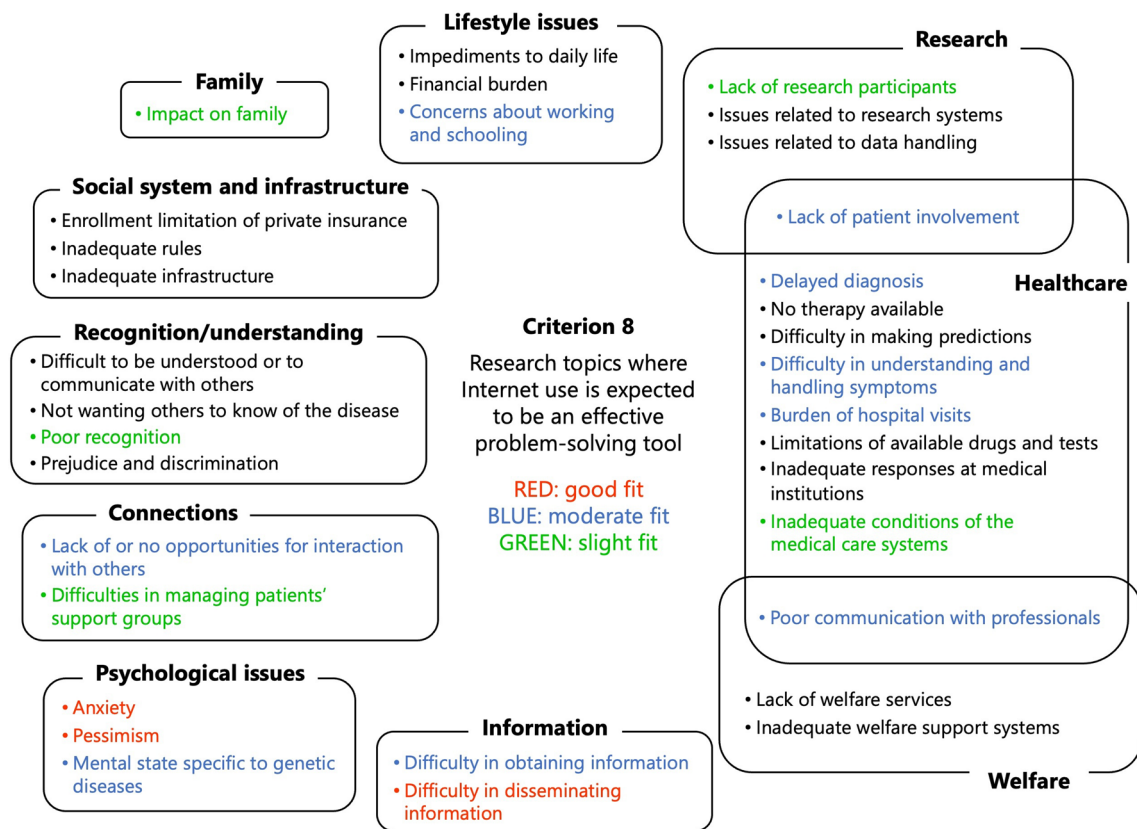 Lifestyle issues
• Impediments to daily life
• Financial burden
• Concerns about working
and schooling
Family
• Impact on family
Research
• Lack of research participants
• Issues related to research systems
• Issues related to data handling
• Lack of patient involvement
Social system and infrastructure
• Enrollment limitation of private insurance
• Inadequate rules
• Inadequate infrastructure
Healthcare
• Delayed diagnosis
• No therapy available
• Difficulty in making predictions
• Difficulty in understanding and
handling symptoms
• Burden of hospital visits
• Limitations of available drugs and tests
• Inadequate responses at medical
institutions
• Inadequate conditions of the
medical care systems
Recognition/understanding
• Difficult to be understood or to
communicate with others
• Not wanting others to know of the disease
• Poor recognition
• Prejudice and discrimination
Criterion 8
Research topics where
Internet use is expected
to be an effective
problem-solving tool
RED: good fit
BLUE: moderate fit
GREEN: slight fit
Connections
• Lack of or no opportunities for interaction
with others
• Difficulties in managing patients‘
support groups
• Poor communication with professionals
• Lack of welfare services
• Inadequate welfare support systems
Welfare
Psychological issues
• Anxiety
• Pessimism
• Mental state specific to genetic
diseases
Information
• Difficulty in obtaining information
• Difficulty in disseminating
information